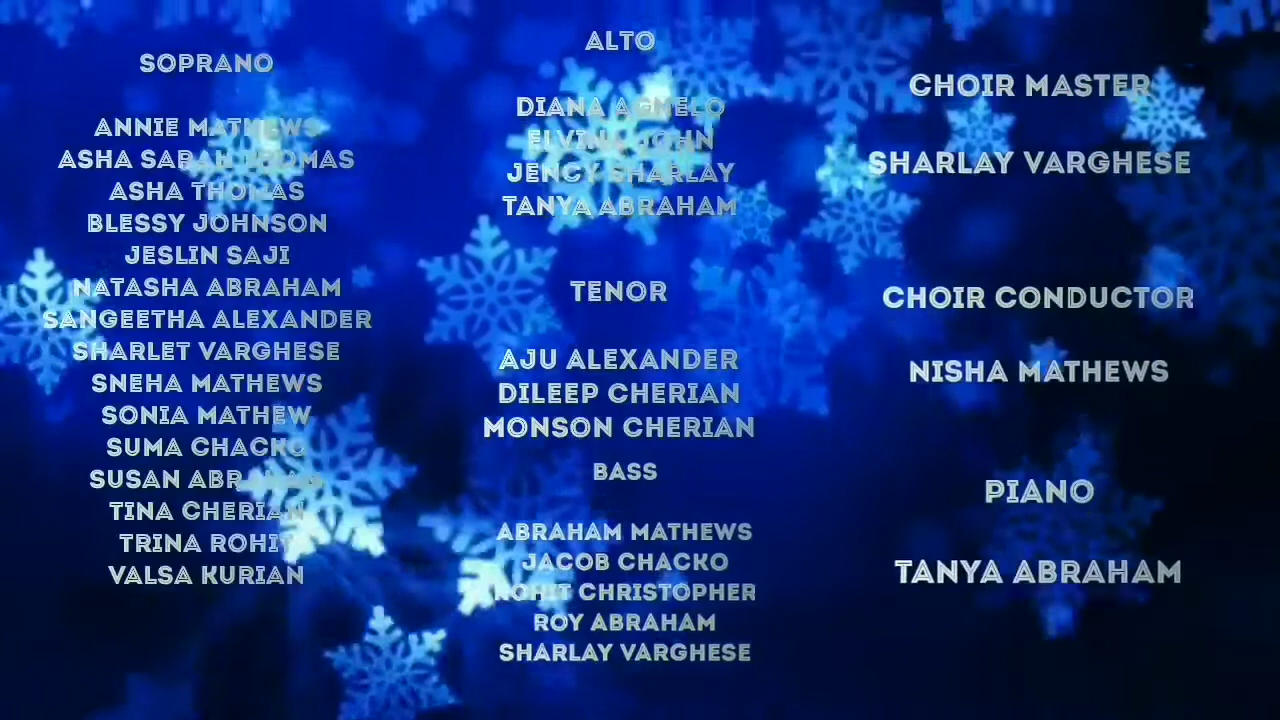 SOPRANO
ANNIE MATHEWS
ASHA SARAH THOMAS
ASHA THOMAS
BLESSY JOHNSON
JESLIN SAJI
NATASHA ABRAHAM
SANGEETHA ALEXANDER
SHARLET VARGHESE
SNEHA MATHEWS
SONIA MATHEW
SUMA CHACKO
SUSAN ABRAHAM
TINA CHERIAN
TRINA ROHIT
VALSA KURIAN
ALTO
DIANA AGNELO
ELVINA JOHN
JENCY SHARLAY
TANYA ABRAHAM
TENOR
AJU ALEXANDER
DILEEP CHERIAN
MONSON CHERIAN
BASS
ABRAHAM MATHEWS
JACOB CHACKO
ROHIT CHRISTOPHER
ROY ABRAHAM
SHARLAY VARGHESE
CHOIR MASTER
SHARLAY VARGHESE
CHOIR CONDUCTOR
NISHA MATHEWS
PIANO
TANYA ABRAHAM